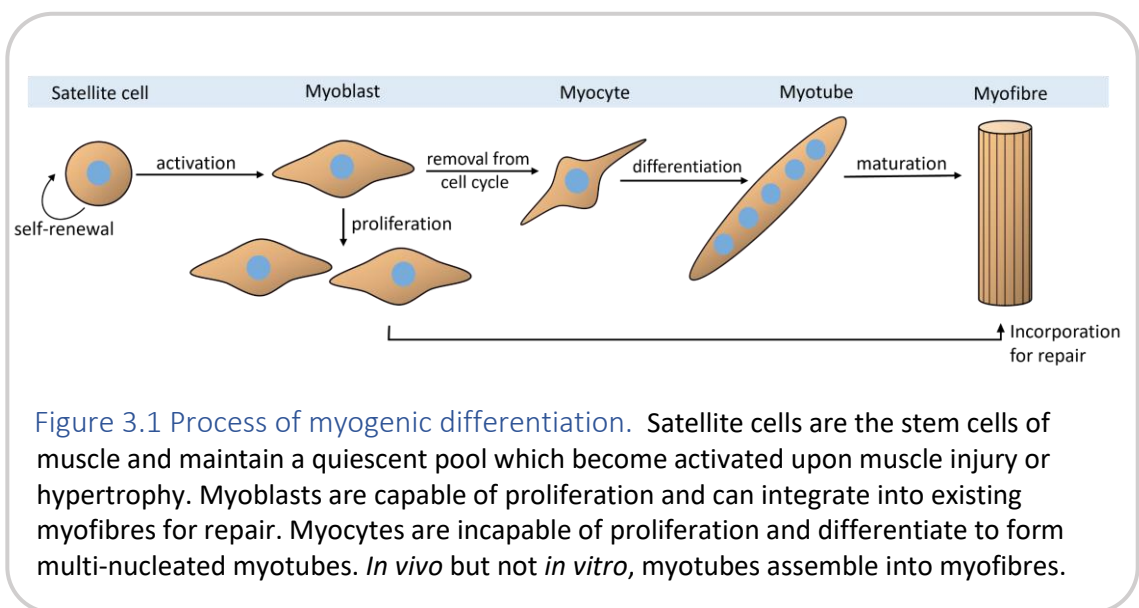 Satellite cell Myoblast Myocyte Myotube Myofibre
activation
removal from
cell cycle
differentiation
maturation
self-renewal
proliferation
Incorporation
for repair
Figure 3.1 Process of myogenic differentiation. Satellite cells are the stem cells of
muscle and maintain a quiescent pool which become activated upon muscle injury or
hypertrophy. Myoblasts are capable of proliferation and can integrate into existing
myofibres for repair. Myocytes are incapable of proliferation and differentiate to form
multi-nucleated myotubes. In vivo but not in vitro, myotubes assemble into myofibres.